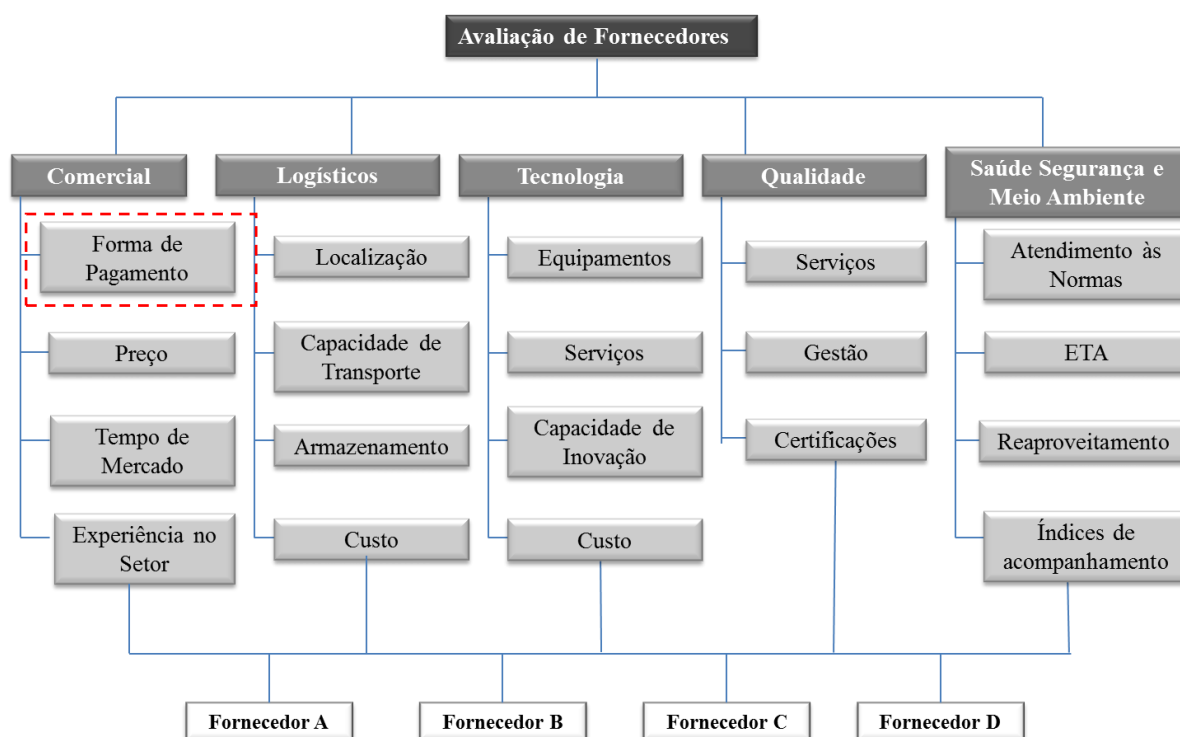 Avaliação de Fornecedores
Comercial
Forma de
Pagamento
Preço
Tempo de
Mercado
Experiência no
Setor
Logísticos
Localização
Capacidade de
Transporte
Armazenamento
Custo
Tecnologia
Equipamentos
Serviços
Capacidade de
Inovação
Custo
Qualidade
Serviços
Gestão
Certificações
Saúde Segurança e
Meio Ambiente
Atendimento às
Normas
ETA
Reaproveitamento
Índices de
acompanhamento
Fornecedor A
Fornecedor B
Fornecedor C
Fornecedor D